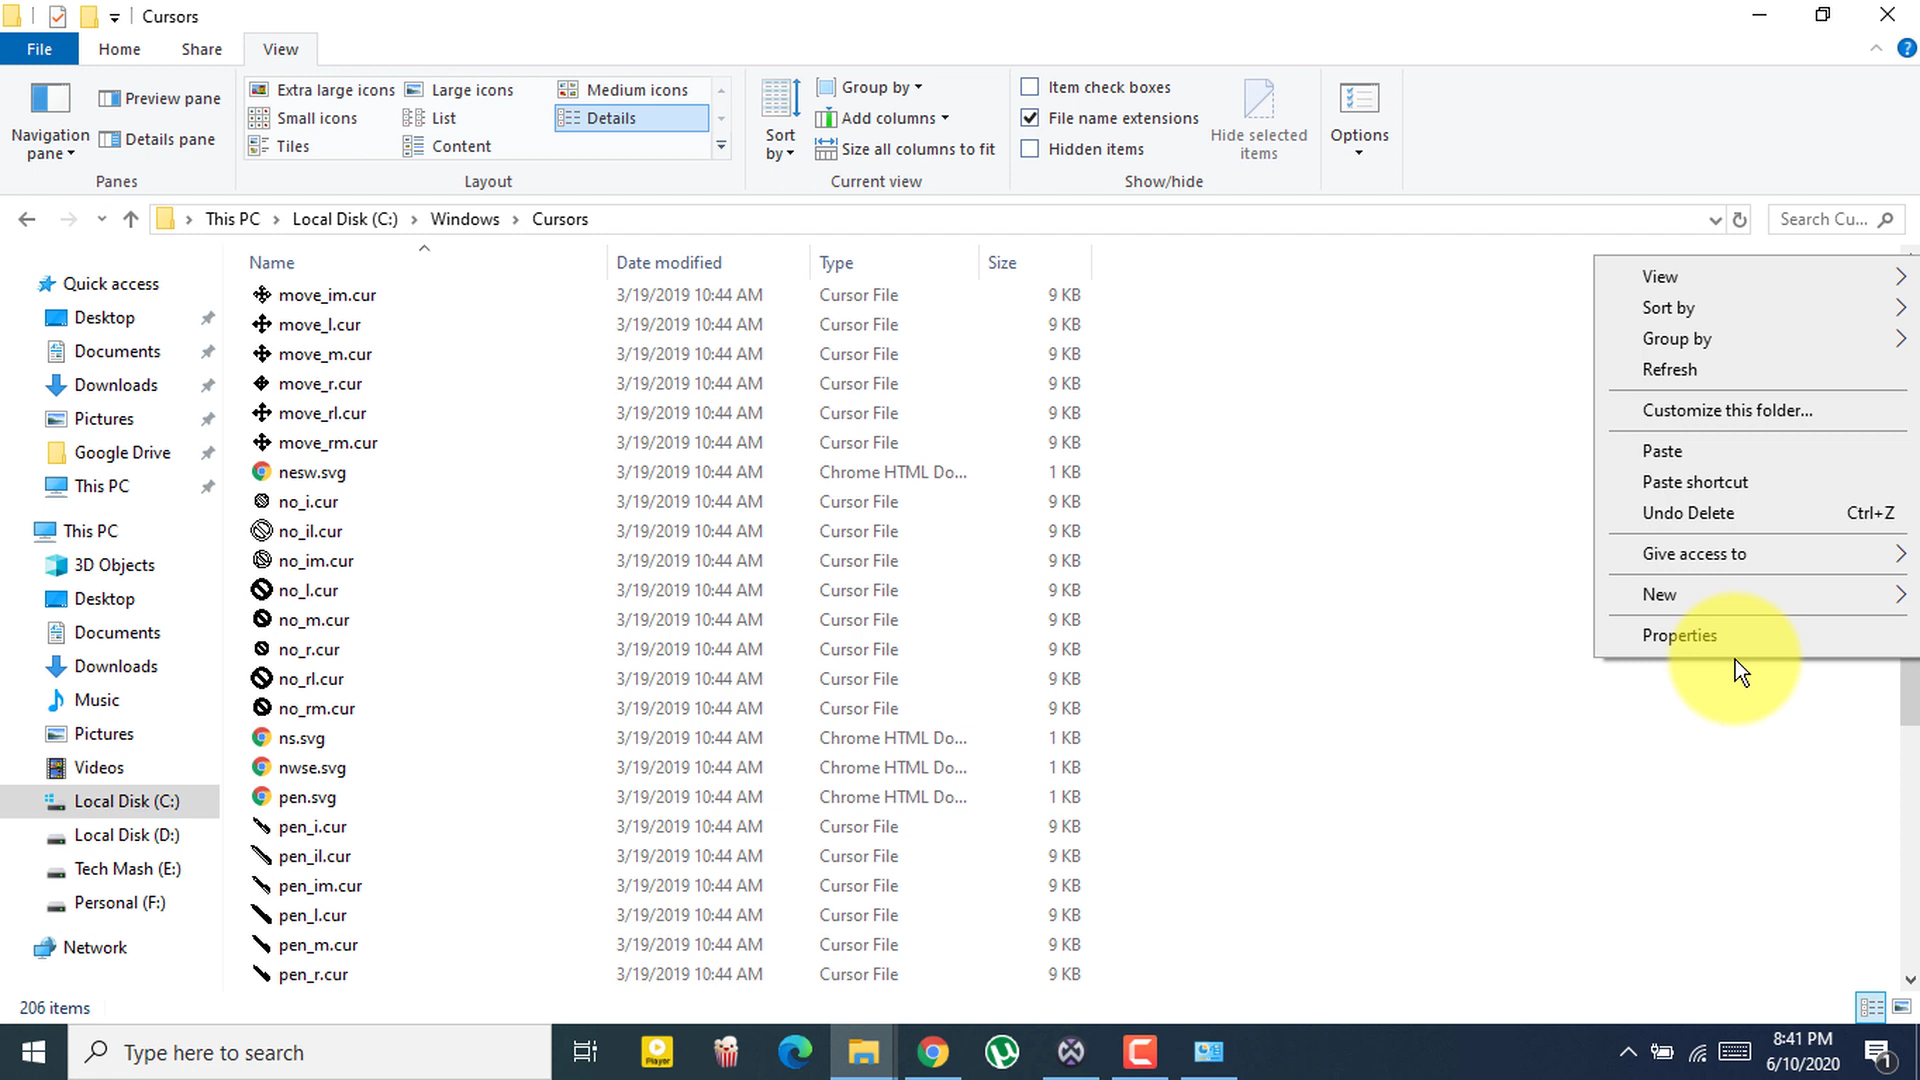 Cursors
File Home Share View
Navigation pane
Preview pane
Details pane
Panes
Extra large icons Large icons Medium icons
Small icons List Details
Tiles Content
Layout
Sort by
Group by
Add columns
Size all columns to fit
Current view
Item check boxes
File name extensions
Hidden items
Hide selected items
Show/hide
Options
This PC Local Disk (C:) Windows Cursors
Search Cu...
Quick access
Desktop
Documents
Downloads
Pictures
Google Drive
This PC
This PC
3D Objects
Desktop
Documents
Downloads
Music
Pictures
Videos
Local Disk (C:)
Local Disk (D:)
Tech Mash (E:)
Personal (F:)
Network
Name Date modified Type Size
move_im.cur 3/19/2019 10:44 AM Cursor File 9 KB
move_l.cur 3/19/2019 10:44 AM Cursor File 9 KB
move_m.cur 3/19/2019 10:44 AM Cursor File 9 KB
move_r.cur 3/19/2019 10:44 AM Cursor File 9 KB
move_rl.cur 3/19/2019 10:44 AM Cursor File 9 KB
move_rm.cur 3/19/2019 10:44 AM Cursor File 9 KB
nesw.svg 3/19/2019 10:44 AM Chrome HTML Do... 1 KB
no_i.cur 3/19/2019 10:44 AM Cursor File 9 KB
no_il.cur 3/19/2019 10:44 AM Cursor File 9 KB
no_im.cur 3/19/2019 10:44 AM Cursor File 9 KB
no_l.cur 3/19/2019 10:44 AM Cursor File 9 KB
no_m.cur 3/19/2019 10:44 AM Cursor File 9 KB
no_r.cur 3/19/2019 10:44 AM Cursor File 9 KB
no_rl.cur 3/19/2019 10:44 AM Cursor File 9 KB
no_rm.cur 3/19/2019 10:44 AM Cursor File 9 KB
ns.svg 3/19/2019 10:44 AM Chrome HTML Do... 1 KB
nwse.svg 3/19/2019 10:44 AM Chrome HTML Do... 1 KB
pen.svg 3/19/2019 10:44 AM Chrome HTML Do... 1 KB
pen_i.cur 3/19/2019 10:44 AM Cursor File 9 KB
pen_il.cur 3/19/2019 10:44 AM Cursor File 9 KB
pen_im.cur 3/19/2019 10:44 AM Cursor File 9 KB
pen_l.cur 3/19/2019 10:44 AM Cursor File 9 KB
pen_m.cur 3/19/2019 10:44 AM Cursor File 9 KB
pen_r.cur 3/19/2019 10:44 AM Cursor File 9 KB
View
Sort by
Group by
Refresh
Customize this folder...
Paste
Paste shortcut
Undo Delete Ctrl+Z
Give access to
New
Properties
206 items
Type here to search
Player
8:41 PM
6/10/2020
1